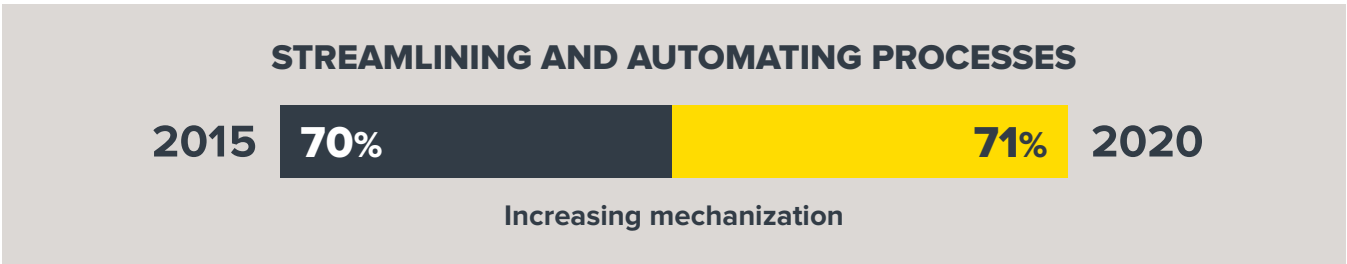 STREAMLINING AND AUTOMATING PROCESSES
2015 70% 71% 2020
Increasing mechanization